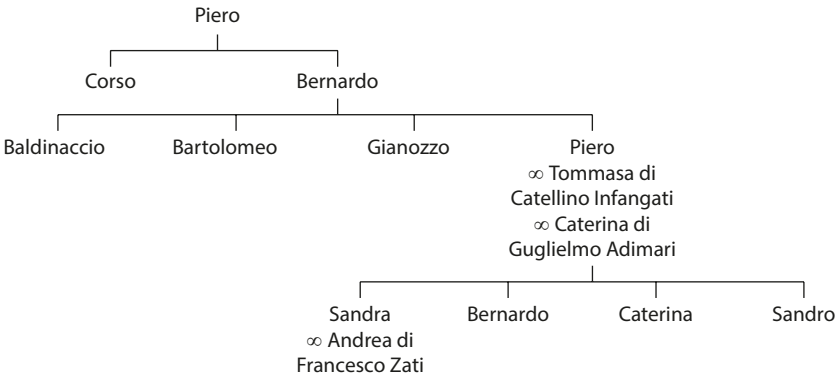 Piero
Corso Bernardo
Baldinaccio Bartolomeo Gianozzo Piero
∞ Tommasa di
Catellino Infangati
∞ Caterina di
Guglielmo Adimari
Sandra Bernardo Caterina Sandro
∞ Andrea di
Francesco Zati